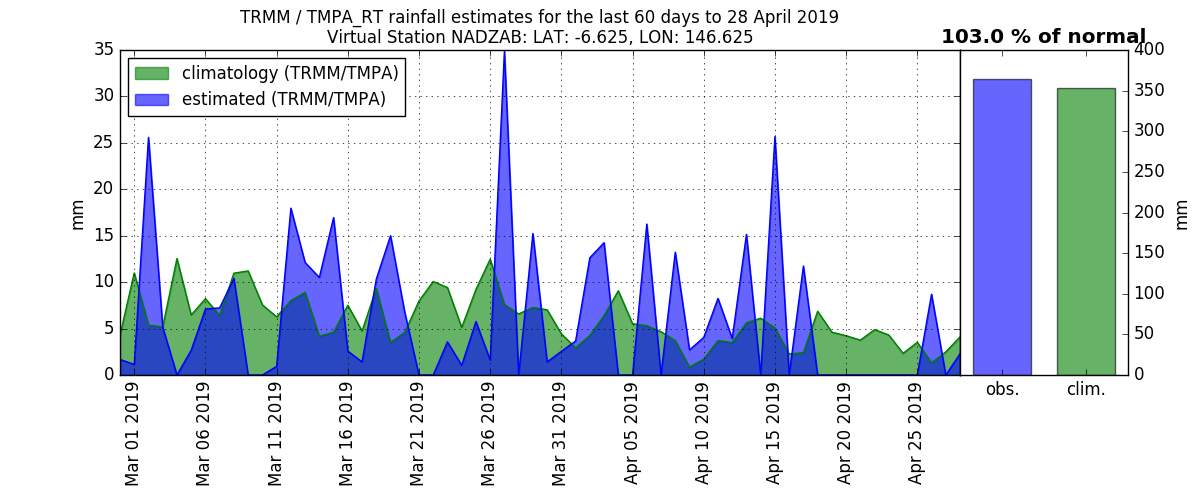 TRMM / TMPA_RT rainfall estimates for the last 60 days to 28 April 2019
Virtual Station NADZAB: LAT: -6.625, LON: 146.625
103.0 % of normal
climatology (TRMM/TMPA)
estimated (TRMM/TMPA)
35
30
25
20
15
10
5
0
mm
Mar 01 2019
Mar 06 2019
Mar 11 2019
Mar 16 2019
Mar 21 2019
Mar 26 2019
Mar 31 2019
Apr 05 2019
Apr 10 2019
Apr 15 2019
Apr 20 2019
Apr 25 2019
obs.
clim.
400
350
300
250
200
150
100
50
0
mm